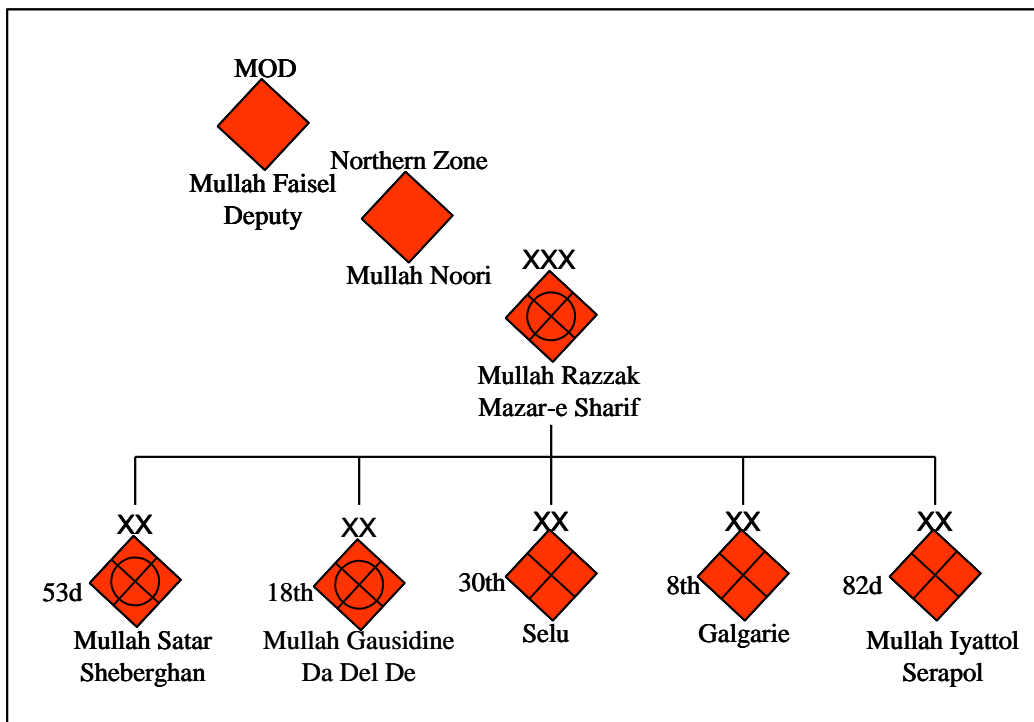 MOD
Mullah Faisel
Deputy
Northern Zone
Mullah Noori
XXX
Mullah Razzak
Mazar-e Sharif
XX
53d
Mullah Satar
Sheberghan
XX
18th
Mullah Gausidine
Da Del De
XX
30th
Selu
XX
8th
Galgarie
XX
82d
Mullah Iyattol
Serapol